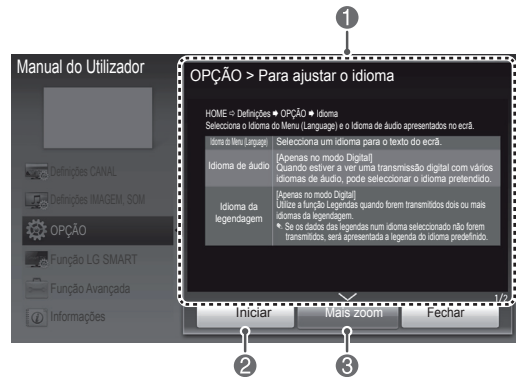 1
Manual do Utilizador
OPÇÃO > Para ajustar o idioma
HOME ⇨ Definições ➧ OPÇÃO ➧ Idioma
Selecciona o Idioma do Menu (Language) e o Idioma de áudio apresentados no ecrã.
Idioma do Menu (Language)
Selecciona um idioma para o texto do ecrã.
Idioma de áudio
[Apenas no modo Digital]
Quando estiver a ver uma transmissão digital com vários
idiomas de áudio, pode seleccionar o idioma pretendido.
Idioma da
legendagem
[Apenas no modo Digital]
Utilize a função Legendas quando forem transmitidos dois ou mais
idiomas da legendagem.
Se os dados das legendas num idioma seleccionado não forem
transmitidos, será apresentada a legenda do idioma predefinido.
Definições CANAL
Definições IMAGEM, SOM
OPÇÃO
Função LG SMART
Função Avançada
Informações
1/2
Iniciar
Mais zoom
Fechar
2
3